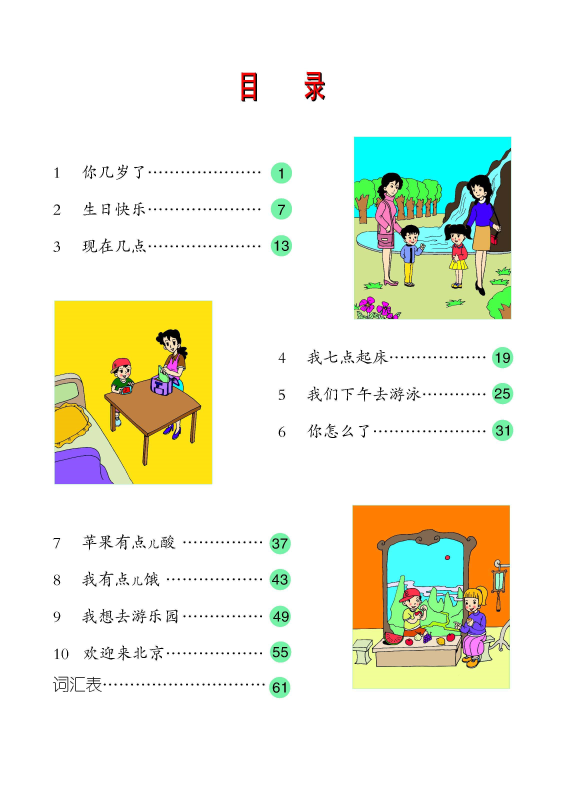 目 录
1 你几岁了………………… 1
2 生日快乐………………… 7
3 现在几点………………… 13
4 我七点起床……………… 19
5 我们下午去游泳………… 25
6 你怎么了………………… 31
7 苹果有点儿酸 …………… 37
8 我有点儿饿 ……………… 43
9 我想去游乐园…………… 49
10 欢迎来北京……………… 55
词汇表………………………… 61